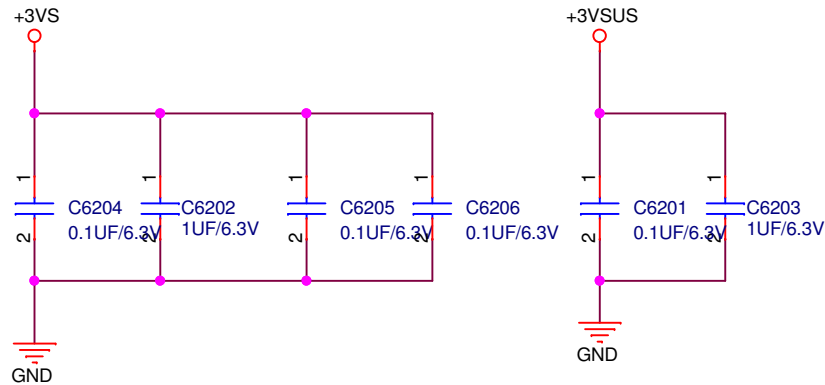 +3VS
+3VSUS
1
1
1
1
1
1
C6204
C6202
C6205
C6206
C6201
C6203
0.1UF/6.3V
1UF/6.3V
0.1UF/6.3V
0.1UF/6.3V
0.1UF/6.3V
1UF/6.3V
2
2
2
2
2
2
GND
GND